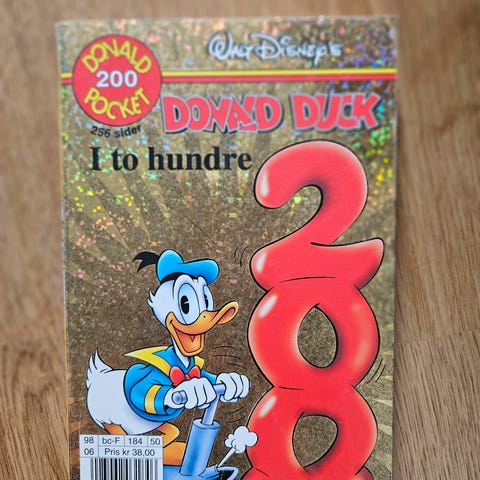 WALT DISNEY'S
DONALD
200
POCKET
256 sider
DONALD DUCK
I to hundre
200
98 bc-F 184 50
06 Pris kr 38,00